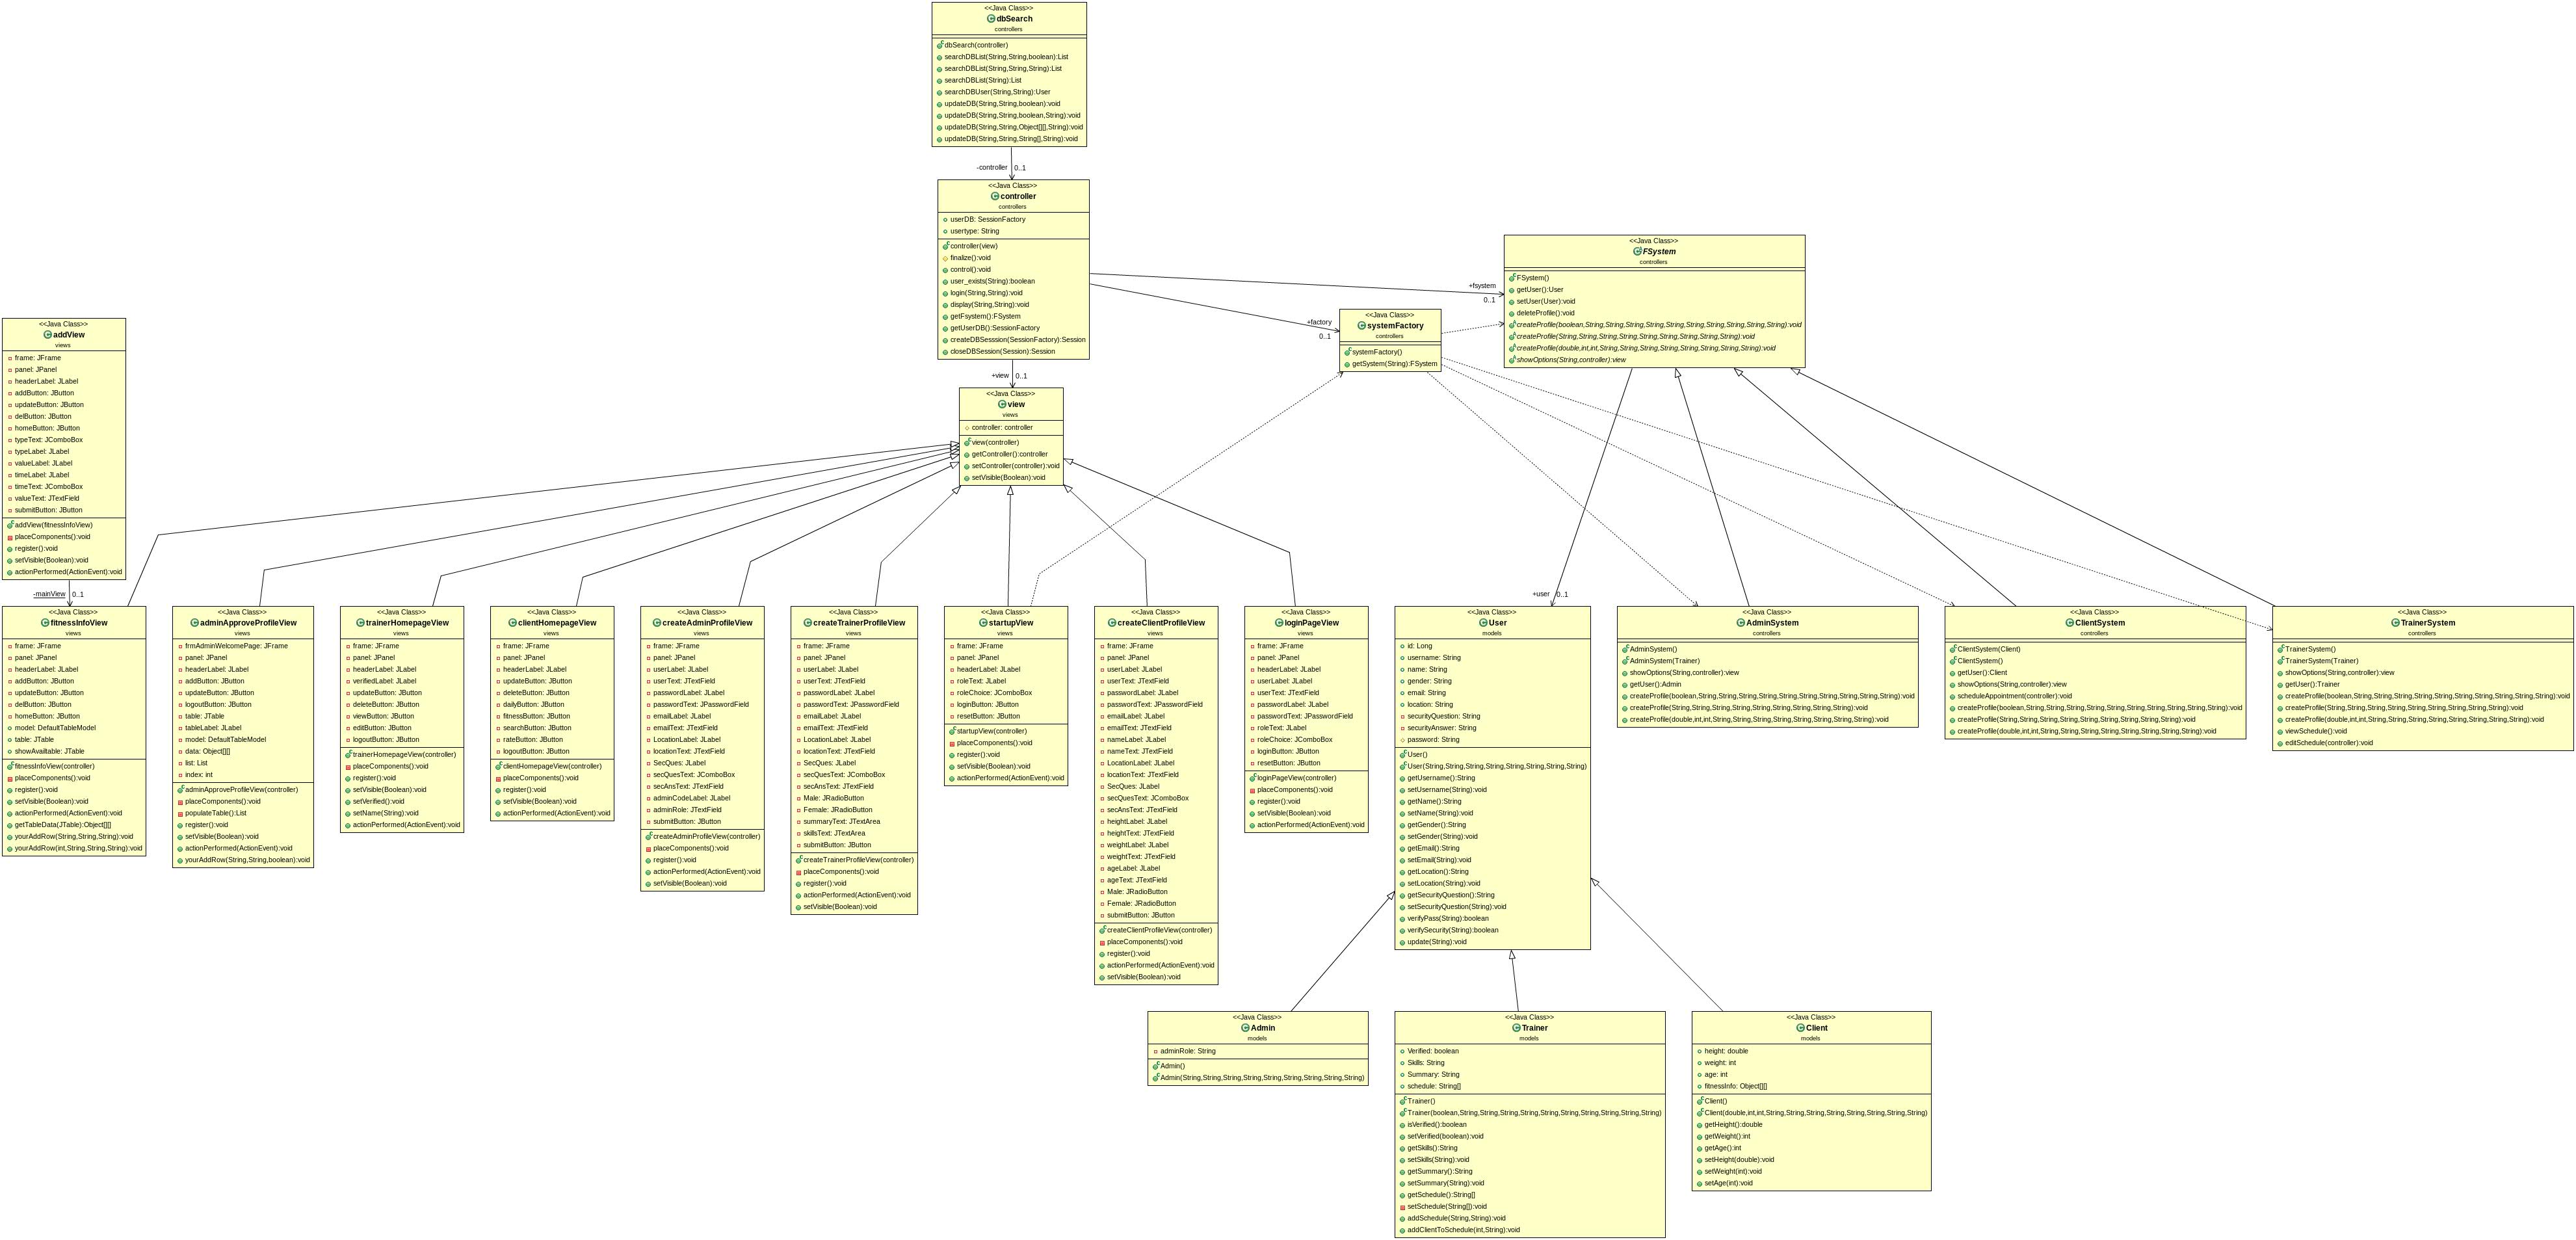 <<Java Class>>
dbSearch
controllers
dbSearch(controller)
searchDBList(String,String,boolean):List
searchDBList(String,String,String):List
searchDBList(String):List
searchDBUser(String,String):User
updateDB(String,String,boolean):void
updateDB(String,String,boolean,String):void
updateDB(String,String,Object[][],String):void
updateDB(String,String,String[],String):void
-controller
0..1
<<Java Class>>
controller
controllers
userDB: SessionFactory
usertype: String
controller(view)
finalize():void
control():void
user_exists(String):boolean
login(String,String):void
display(String,String):void
getFsystem():FSystem
getUserDB():SessionFactory
createDBSesssion(SessionFactory):Session
closeDBSession(Session):Session
+fsystem
0..1
+factory
0..1
+view
0..1
<<Java Class>>
FSystem
controllers
FSystem()
getUser():User
setUser(User):void
deleteProfile():void
createProfile(boolean,String,String,String,String,String,String,String,String,String,String):void
createProfile(String,String,String,String,String,String,String,String,String):void
createProfile(double,int,int,String,String,String,String,String,String,String,String):void
showOptions(String,controller):view
<<Java Class>>
systemFactory
controllers
systemFactory()
getSystem(String):FSystem
<<Java Class>>
view
views
controller: controller
view(controller)
getController():controller
setController(controller):void
setVisible(Boolean):void
<<Java Class>>
addView
views
frame: JFrame
panel: JPanel
headerLabel: JLabel
addButton: JButton
updateButton: JButton
delButton: JButton
homeButton: JButton
typeText: JComboBox
typeLabel: JLabel
valueLabel: JLabel
timeLabel: JLabel
timeText: JComboBox
valueText: JTextField
submitButton: JButton
addView(fitnessInfoView)
placeComponents():void
register():void
setVisible(Boolean):void
actionPerformed(ActionEvent):void
-mainView
0..1
<<Java Class>>
fitnessInfoView
views
frame: JFrame
panel: JPanel
headerLabel: JLabel
addButton: JButton
updateButton: JButton
delButton: JButton
homeButton: JButton
model: DefaultTableModel
table: JTable
showAvailtable: JTable
fitnessInfoView(controller)
placeComponents():void
register():void
setVisible(Boolean):void
actionPerformed(ActionEvent):void
getTableData(JTable):Object[][]
yourAddRow(String,String,String):void
yourAddRow(int,String,String,String):void
<<Java Class>>
adminApproveProfileView
views
frmAdminWelcomePage: JFrame
panel: JPanel
headerLabel: JLabel
addButton: JButton
updateButton: JButton
logoutButton: JButton
table: JTable
tableLabel: JLabel
model: DefaultTableModel
data: Object[][]
list: List
index: int
adminApproveProfileView(controller)
placeComponents():void
populateTable():List
register():void
setVisible(Boolean):void
actionPerformed(ActionEvent):void
yourAddRow(String,String,boolean):void
<<Java Class>>
trainerHomepageView
views
frame: JFrame
panel: JPanel
headerLabel: JLabel
verifiedLabel: JLabel
updateButton: JButton
deleteButton: JButton
viewButton: JButton
editButton: JButton
logoutButton: JButton
trainerHomepageView(controller)
placeComponents():void
register():void
setVisible(Boolean):void
setVerified():void
setName(String):void
actionPerformed(ActionEvent):void
<<Java Class>>
clientHomepageView
views
frame: JFrame
panel: JPanel
headerLabel: JLabel
updateButton: JButton
deleteButton: JButton
dailyButton: JButton
fitnessButton: JButton
searchButton: JButton
rateButton: JButton
logoutButton: JButton
clientHomepageView(controller)
placeComponents():void
register():void
setVisible(Boolean):void
actionPerformed(ActionEvent):void
<<Java Class>>
createAdminProfileView
views
frame: JFrame
panel: JPanel
userLabel: JLabel
userText: JTextField
passwordLabel: JLabel
passwordText: JPasswordField
emailLabel: JLabel
emailText: JTextField
LocationLabel: JLabel
locationText: JTextField
SecQues: JLabel
secQuesText: JComboBox
secAnsText: JTextField
adminCodeLabel: JLabel
adminRole: JTextField
submitButton: JButton
createAdminProfileView(controller)
placeComponents():void
register():void
actionPerformed(ActionEvent):void
setVisible(Boolean):void
<<Java Class>>
createTrainerProfileView
views
frame: JFrame
panel: JPanel
userLabel: JLabel
userText: JTextField
passwordLabel: JLabel
passwordText: JPasswordField
emailLabel: JLabel
emailText: JTextField
LocationLabel: JLabel
locationText: JTextField
SecQues: JLabel
secQuesText: JComboBox
secAnsText: JTextField
Male: JRadioButton
Female: JRadioButton
summaryText: JTextArea
skillsText: JTextArea
submitButton: JButton
createTrainerProfileView(controller)
placeComponents():void
register():void
actionPerformed(ActionEvent):void
setVisible(Boolean):void
<<Java Class>>
startupView
views
frame: JFrame
panel: JPanel
headerLabel: JLabel
roleText: JLabel
roleChoice: JComboBox
loginButton: JButton
resetButton: JButton
startupView(controller)
placeComponents():void
register():void
setVisible(Boolean):void
actionPerformed(ActionEvent):void
<<Java Class>>
createClientProfileView
views
frame: JFrame
panel: JPanel
userLabel: JLabel
userText: JTextField
passwordLabel: JLabel
passwordText: JPasswordField
emailLabel: JLabel
emailText: JTextField
nameLabel: JLabel
nameText: JTextField
LocationLabel: JLabel
locationText: JTextField
SecQues: JLabel
secQuesText: JComboBox
secAnsText: JTextField
heightLabel: JLabel
heightText: JTextField
weightLabel: JLabel
weightText: JTextField
ageLabel: JLabel
ageText: JTextField
Male: JRadioButton
Female: JRadioButton
submitButton: JButton
createClientProfileView(controller)
placeComponents():void
register():void
actionPerformed(ActionEvent):void
setVisible(Boolean):void
<<Java Class>>
loginPageView
views
frame: JFrame
panel: JPanel
headerLabel: JLabel
userLabel: JLabel
userText: JTextField
passwordLabel: JLabel
passwordText: JPasswordField
roleText: JLabel
roleChoice: JComboBox
loginButton: JButton
resetButton: JButton
loginPageView(controller)
placeComponents():void
register():void
setVisible(Boolean):void
actionPerformed(ActionEvent):void
+user
0..1
<<Java Class>>
User
models
id: Long
username: String
name: String
gender: String
email: String
location: String
securityQuestion: String
securityAnswer: String
password: String
User()
User(String,String,String,String,String,String,String,String)
getUsername():String
setUsername(String):void
getName():String
setName(String):void
getGender():String
setGender(String):void
getEmail():String
setEmail(String):void
getLocation():String
setLocation(String):void
getSecurityQuestion():String
setSecurityQuestion(String):void
verifyPass(String):boolean
verifySecurity(String):boolean
update(String):void
<<Java Class>>
AdminSystem
controllers
AdminSystem()
AdminSystem(Trainer)
showOptions(String,controller):view
getUser():Admin
createProfile(boolean,String,String,String,String,String,String,String,String,String,String):void
createProfile(String,String,String,String,String,String,String,String,String):void
createProfile(double,int,int,String,String,String,String,String,String,String,String):void
<<Java Class>>
ClientSystem
controllers
ClientSystem(Client)
ClientSystem()
getUser():Client
showOptions(String,controller):view
scheduleAppointment(controller):void
createProfile(boolean,String,String,String,String,String,String,String,String,String,String):void
createProfile(String,String,String,String,String,String,String,String,String):void
createProfile(double,int,int,String,String,String,String,String,String,String,String):void
<<Java Class>>
TrainerSystem
controllers
TrainerSystem()
TrainerSystem(Trainer)
showOptions(String,controller):view
getUser():Trainer
createProfile(boolean,String,String,String,String,String,String,String,String,String,String):void
createProfile(String,String,String,String,String,String,String,String,String):void
createProfile(double,int,int,String,String,String,String,String,String,String,String):void
viewSchedule():void
editSchedule(controller):void
<<Java Class>>
Admin
models
adminRole: String
Admin()
Admin(String,String,String,String,String,String,String,String,String)
<<Java Class>>
Trainer
models
Verified: boolean
Skills: String
Summary: String
schedule: String[]
Trainer()
Trainer(boolean,String,String,String,String,String,String,String,String,String,String)
isVerified():boolean
setVerified(boolean):void
getSkills():String
setSkills(String):void
getSummary():String
setSummary(String):void
getSchedule():String[]
setSchedule(String[]):void
addSchedule(String,String):void
addClientToSchedule(int,String):void
<<Java Class>>
Client
models
height: double
weight: int
age: int
fitnessInfo: Object[][]
Client()
Client(double,int,int,String,String,String,String,String,String,String,String)
getHeight():double
getWeight():int
getAge():int
setHeight(double):void
setWeight(int):void
setAge(int):void